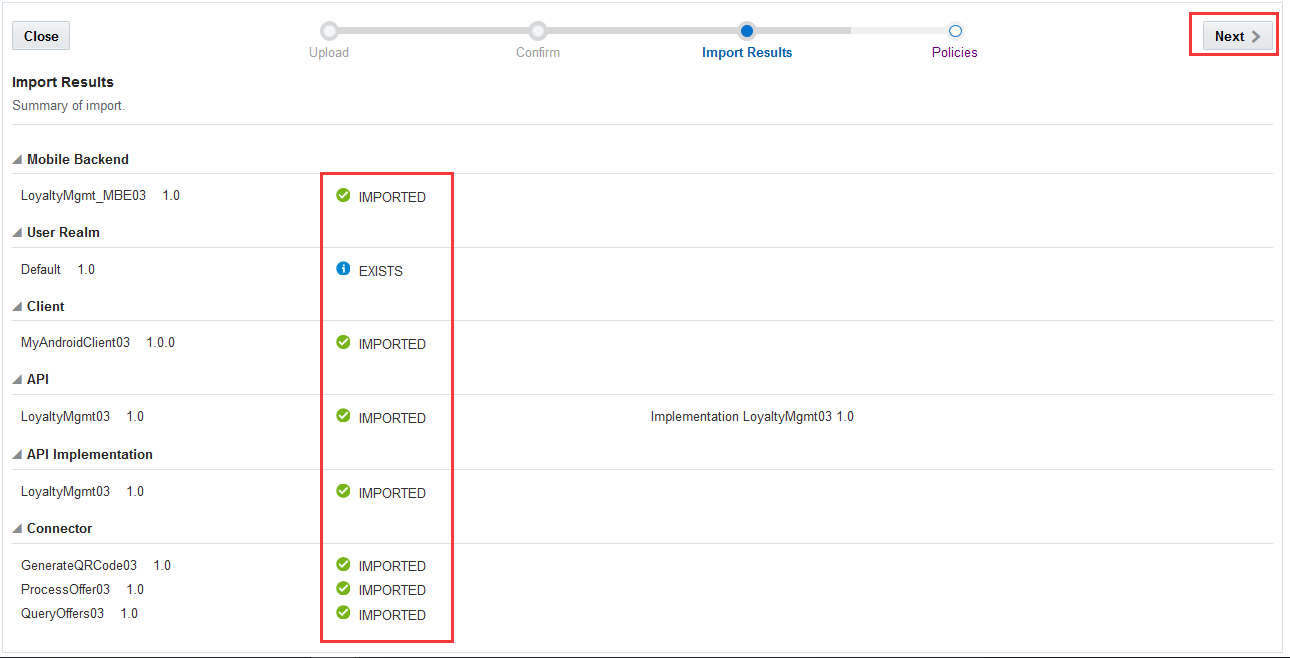 Close
Next
Upload
Confirm
Import Results
Policies
Import Results
Summary of import.
Mobile Backend
LoyaltyMgmt_MBE03 1.0 IMPORTED
User Realm
Default 1.0 EXISTS
Client
MyAndroidClient03 1.0.0 IMPORTED
API
LoyaltyMgmt03 1.0 IMPORTED Implementation LoyaltyMgmt03 1.0
API Implementation
LoyaltyMgmt03 1.0 IMPORTED
Connector
GenerateQRCode03 1.0 IMPORTED
ProcessOffer03 1.0 IMPORTED
QueryOffers03 1.0 IMPORTED